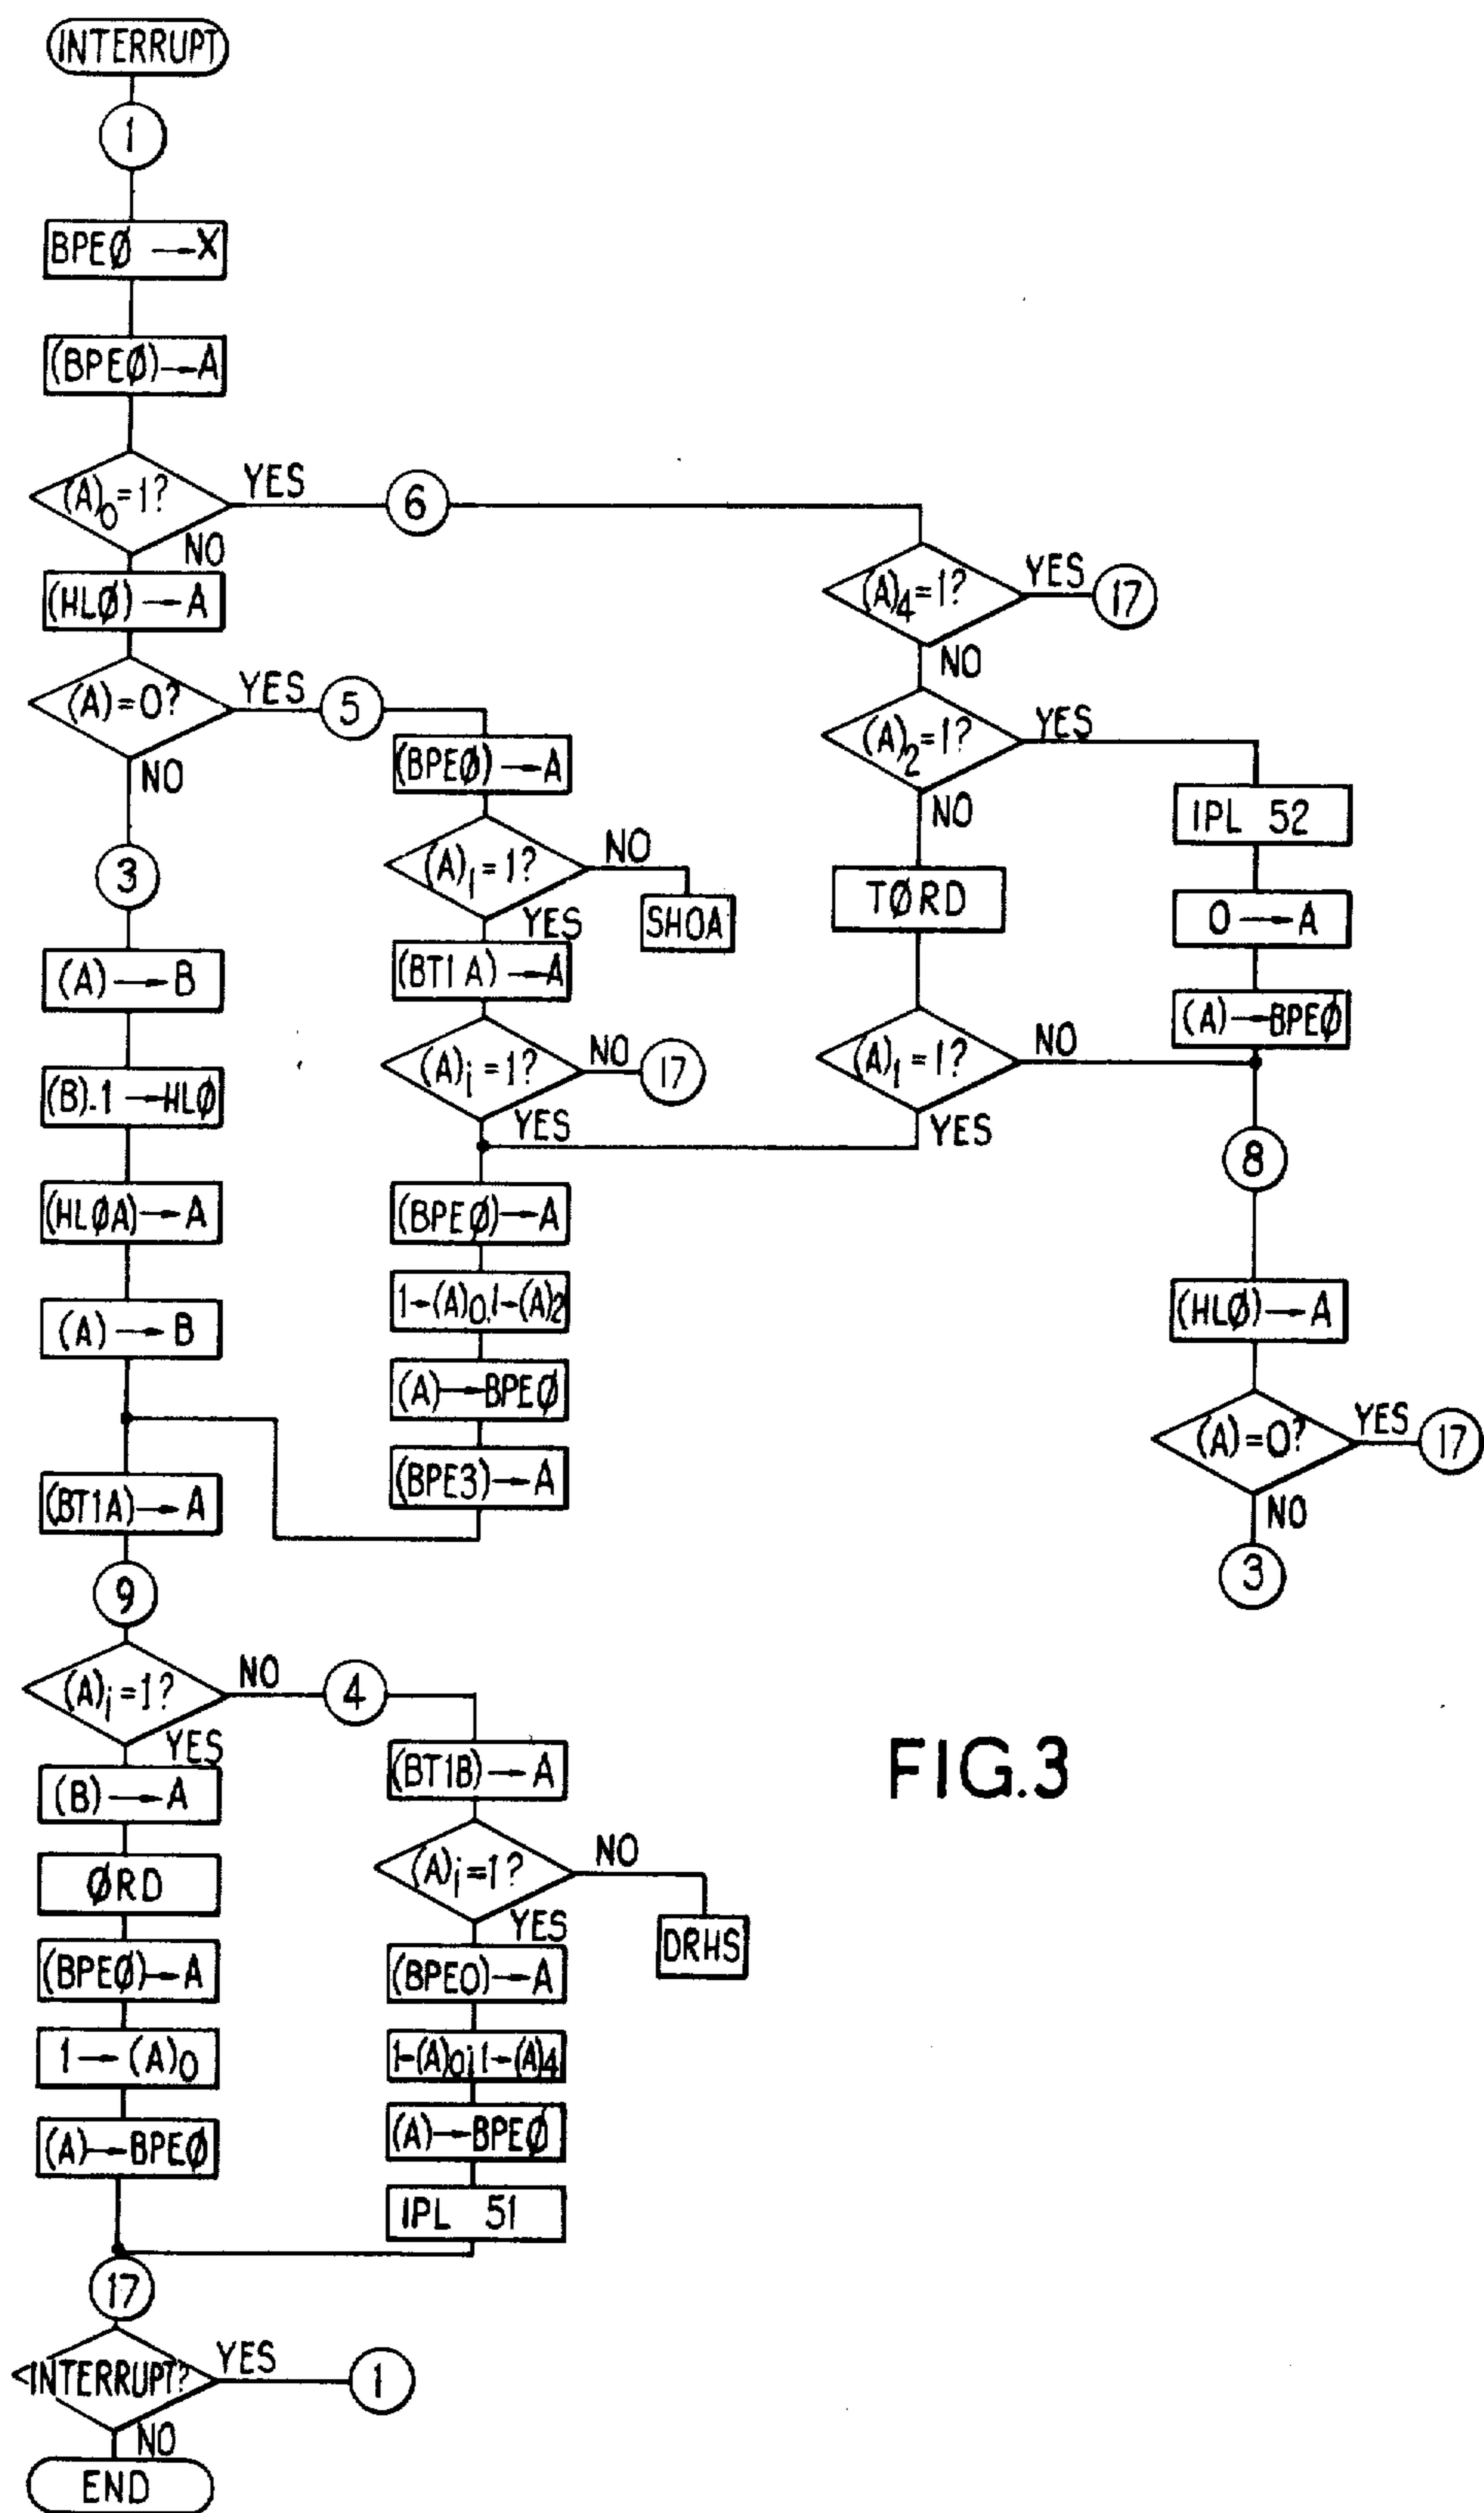 INTERRUPT
1
BPEØ → X
(BPEØ) → A
(A)₀=1?
YES
NO
6
(A)₄=1?
YES
17
NO
(HLØ) → A
(A)=0?
YES
NO
5
(BPEØ) → A
(A)₁=1?
NO
SHOA
YES
(BT1A) → A
(A)ᵢ=1?
NO
17
YES
(A)₂=1?
YES
NO
TØRD
(A)₁=1?
NO
YES
IPL 52
0 → A
(A) → BPEØ
8
(HLØ) → A
(A)=0?
YES
17
NO
3
3
(A) → B
(B).1 → HLØ
(HLØA) → A
(A) → B
(BT1A) → A
(BPEØ) → A
1→(A)₀.1→(A)₂
(A) → BPEØ
(BPE3) → A
9
(A)ᵢ=1?
NO
4
YES
(B) → A
ØRD
(BPEØ) → A
1 → (A)₀
(A) → BPEØ
(BT1B) → A
(A)ᵢ=1?
NO
DRHS
YES
(BPE0) → A
1→(A)₀;1→(A)₄
(A) → BPEØ
IPL 51
17
<INTERRUPT?
YES
1
NO
END
FIG.3